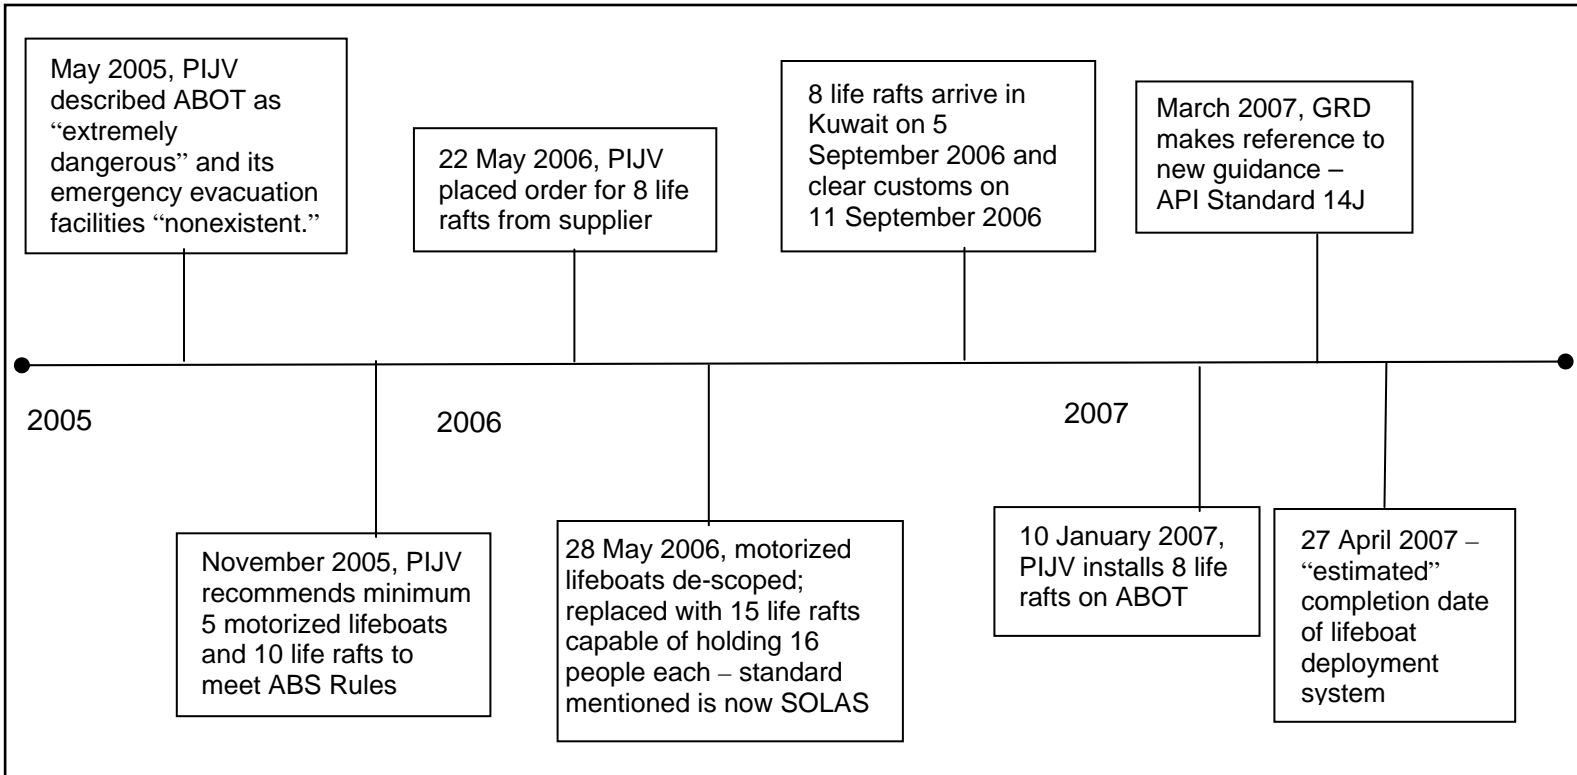 May 2005, PIJV
described ABOT as
“extremely
dangerous” and its
emergency evacuation
facilities “nonexistent.”
22 May 2006, PIJV
placed order for 8 life
rafts from supplier
8 life rafts arrive in
Kuwait on 5
September 2006 and
clear customs on
11 September 2006
March 2007, GRD
makes reference to
new guidance –
API Standard 14J
2005
2006
2007
November 2005, PIJV
recommends minimum
5 motorized lifeboats
and 10 life rafts to
meet ABS Rules
28 May 2006, motorized
lifeboats de-scoped;
replaced with 15 life rafts
capable of holding 16
people each – standard
mentioned is now SOLAS
10 January 2007,
PIJV installs 8 life
rafts on ABOT
27 April 2007 –
“estimated”
completion date
of lifeboat
deployment
system